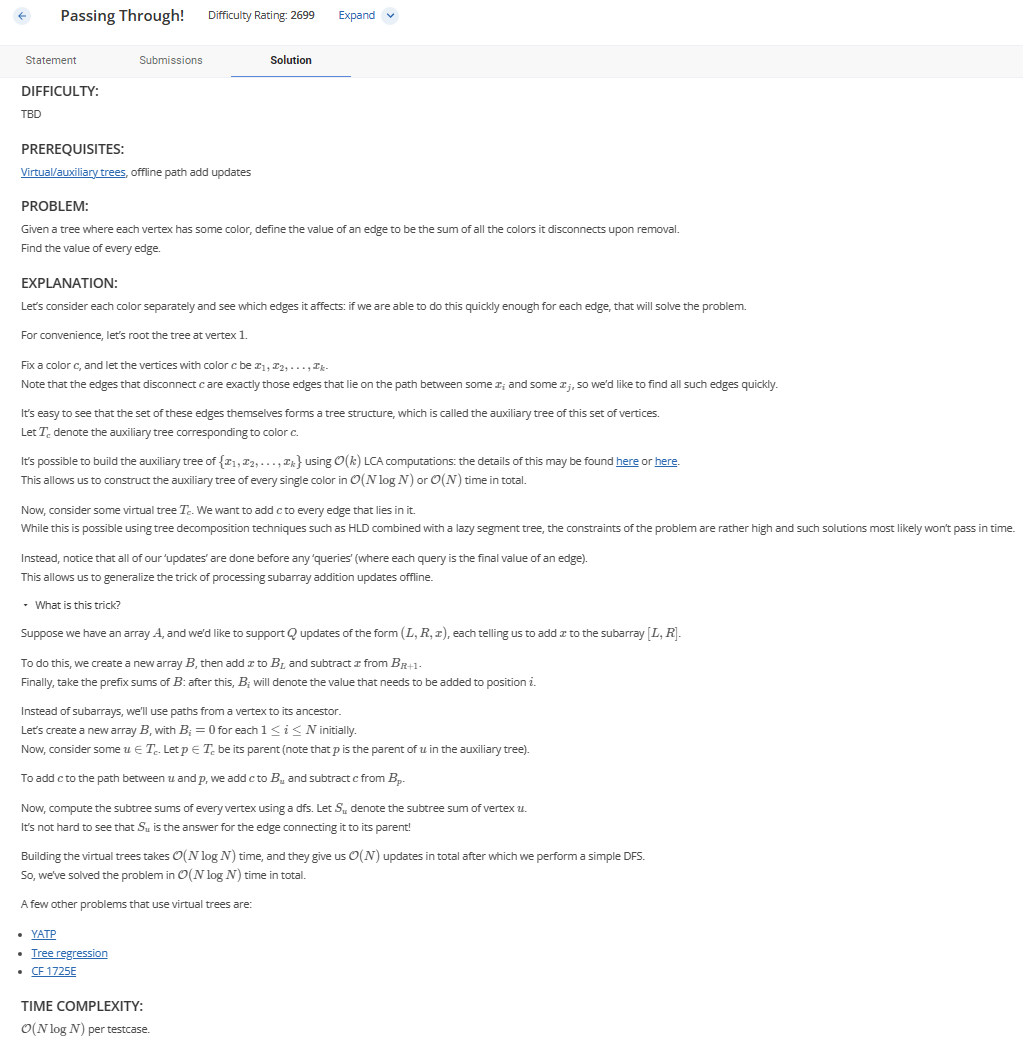 Passing Through!
Difficulty Rating: 2699
Expand
Statement
Submissions
Solution
DIFFICULTY:
TBD
PREREQUISITES:
Virtual/auxiliary trees, offline path add updates
PROBLEM:
Given a tree where each vertex has some color, define the value of an edge to be the sum of all the colors it disconnects upon removal.
Find the value of every edge.
EXPLANATION:
Let's consider each color separately and see which edges it affects: if we are able to do this quickly enough for each edge, that will solve the problem.
For convenience, let's root the tree at vertex 1.
Fix a color c, and let the vertices with color c be x₁, x₂, . . . , xₖ.
Note that the edges that disconnect c are exactly those edges that lie on the path between some xᵢ and some xⱼ, so we'd like to find all such edges quickly.
It's easy to see that the set of these edges themselves forms a tree structure, which is called the auxiliary tree of this set of vertices.
Let T_c denote the auxiliary tree corresponding to color c.
It's possible to build the auxiliary tree of {x₁, x₂, . . . , xₖ} using O(k) LCA computations: the details of this may be found here or here.
This allows us to construct the auxiliary tree of every single color in O(N log N) or O(N) time in total.
Now, consider some virtual tree T_c. We want to add c to every edge that lies in it.
While this is possible using tree decomposition techniques such as HLD combined with a lazy segment tree, the constraints of the problem are rather high and such solutions most likely won't pass in time.
Instead, notice that all of our 'updates' are done before any 'queries' (where each query is the final value of an edge).
This allows us to generalize the trick of processing subarray addition updates offline.
What is this trick?
Suppose we have an array A, and we'd like to support Q updates of the form (L, R, x), each telling us to add x to the subarray [L, R].
To do this, we create a new array B, then add x to B_L and subtract x from B_{R+1}.
Finally, take the prefix sums of B: after this, Bᵢ will denote the value that needs to be added to position i.
Instead of subarrays, we'll use paths from a vertex to its ancestor.
Let's create a new array B, with Bᵢ = 0 for each 1 ≤ i ≤ N initially.
Now, consider some u ∈ T_c. Let p ∈ T_c be its parent (note that p is the parent of u in the auxiliary tree).
To add c to the path between u and p, we add c to B_u and subtract c from B_p.
Now, compute the subtree sums of every vertex using a dfs. Let S_u denote the subtree sum of vertex u.
It's not hard to see that S_u is the answer for the edge connecting it to its parent!
Building the virtual trees takes O(N log N) time, and they give us O(N) updates in total after which we perform a simple DFS.
So, we've solved the problem in O(N log N) time in total.
A few other problems that use virtual trees are:
YATP
Tree regression
CF 1725E
TIME COMPLEXITY:
O(N log N) per testcase.